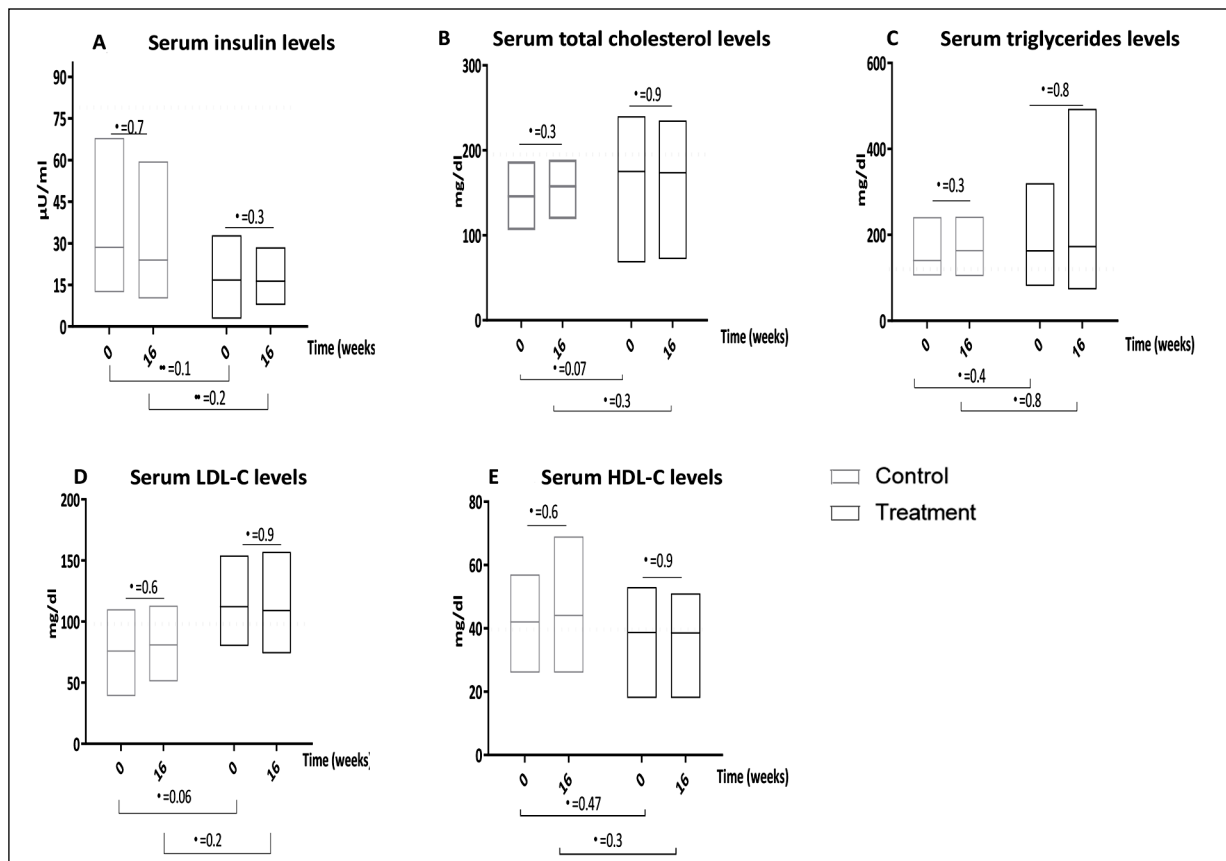 A Serum insulin levels
90
75
60
45
30
15
0
µU/ml
•=0.7
•=0.3
0 16 0 16
Time (weeks
••=0.1
••=0.2
B Serum total cholesterol levels
300
200
100
0
mg/dl
•=0.3
•=0.9
0 16 0 16
Time (weeks)
•=0.07
•=0.3
C Serum triglycerides levels
600
400
200
0
mg/dl
•=0.3
•=0.8
0 16 0 16
Time (weeks)
•=0.4
•=0.8
D Serum LDL-C levels
200
150
100
50
0
mg/dl
•=0.6
•=0.9
0 16 0 16
Time (weeks)
•=0.06
•=0.2
E Serum HDL-C levels
80
60
40
20
0
mg/dl
•=0.6
•=0.9
0 16 0 16
Time (weeks)
•=0.47
•=0.3
Control
Treatment